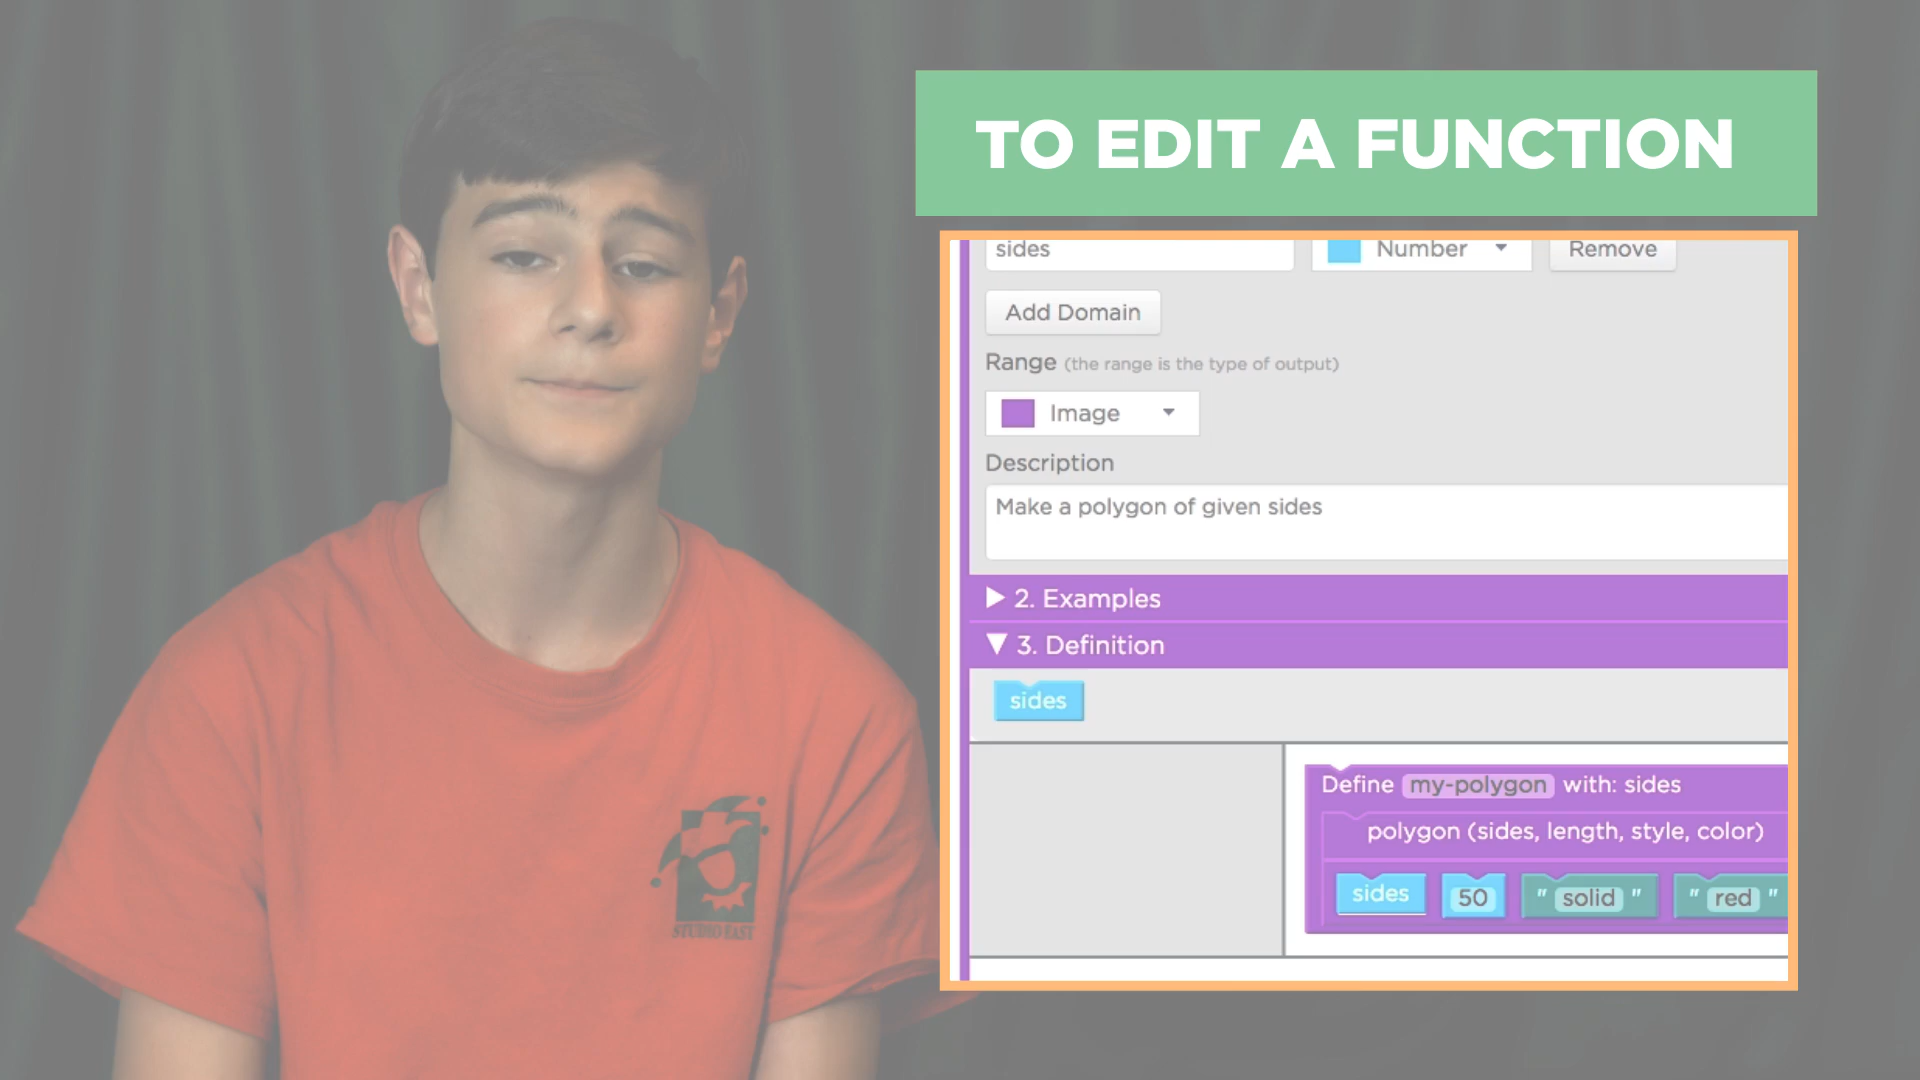 TO EDIT A FUNCTION
sides
Number
Remove
Add Domain
Range (the range is the type of output)
Image
Description
Make a polygon of given sides
2. Examples
3. Definition
sides
Define my-polygon with: sides
polygon (sides, length, style, color)
sides 50 " solid " " red "
STUDIO EAST